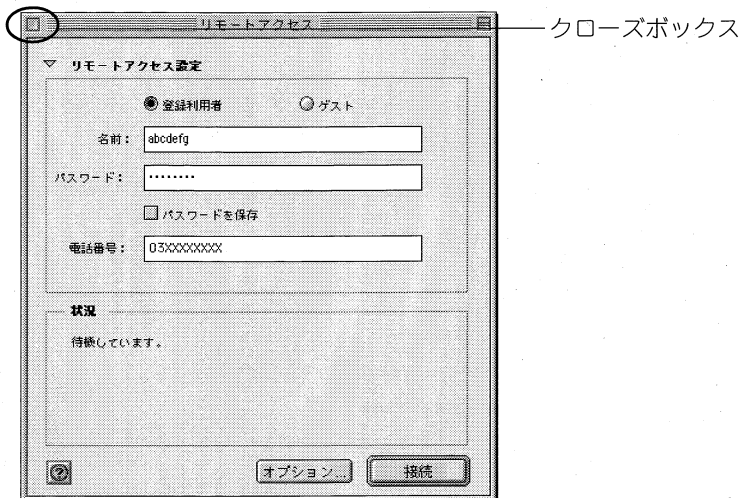 リモートアクセス
クローズボックス
リモートアクセス設定
登録利用者 ゲスト
名前： abcdefg
パスワード： ••••••••
パスワードを保存
電話番号： 03XXXXXXXX
状況
待機しています。
? オプション... 接続